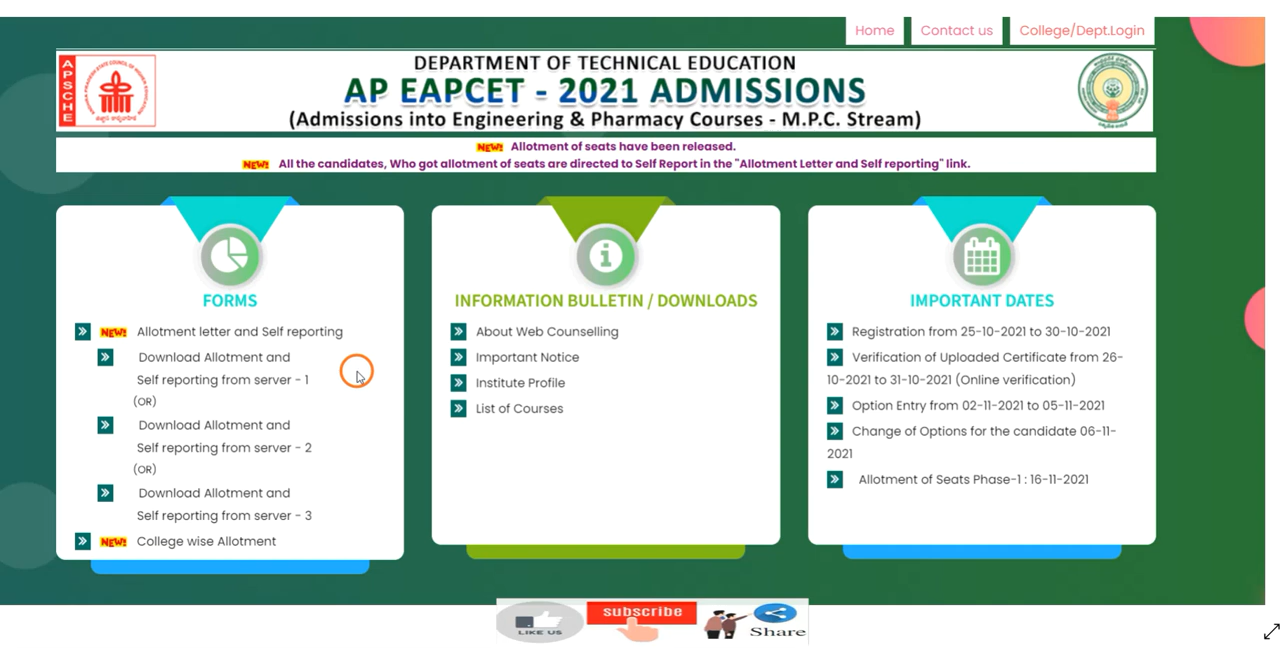 Home
Contact us
College/Dept.Login
APSCHE
DEPARTMENT OF TECHNICAL EDUCATION
AP EAPCET - 2021 ADMISSIONS
(Admissions into Engineering & Pharmacy Courses - M.P.C. Stream)
NEW! Allotment of seats have been released.
NEW! All the candidates, Who got allotment of seats are directed to Self Report in the "Allotment Letter and Self reporting" link.
FORMS
NEW! Allotment letter and Self reporting
Download Allotment and
Self reporting from server - 1
(OR)
Download Allotment and
Self reporting from server - 2
(OR)
Download Allotment and
Self reporting from server - 3
NEW! College wise Allotment
INFORMATION BULLETIN / DOWNLOADS
About Web Counselling
Important Notice
Institute Profile
List of Courses
IMPORTANT DATES
Registration from 25-10-2021 to 30-10-2021
Verification of Uploaded Certificate from 26-
10-2021 to 31-10-2021 (Online verification)
Option Entry from 02-11-2021 to 05-11-2021
Change of Options for the candidate 06-11-
2021
Allotment of Seats Phase-1 : 16-11-2021
LIKE US
subscribe
Share